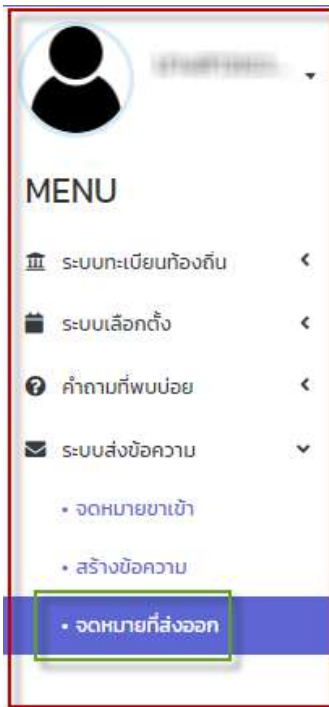 MENU
ระบบทะเบียนท้องถิ่น
ระบบเลือกตั้ง
คำถามที่พบบ่อย
ระบบส่งข้อความ
• จดหมายขาเข้า
• สร้างข้อความ
• จดหมายที่ส่งออก